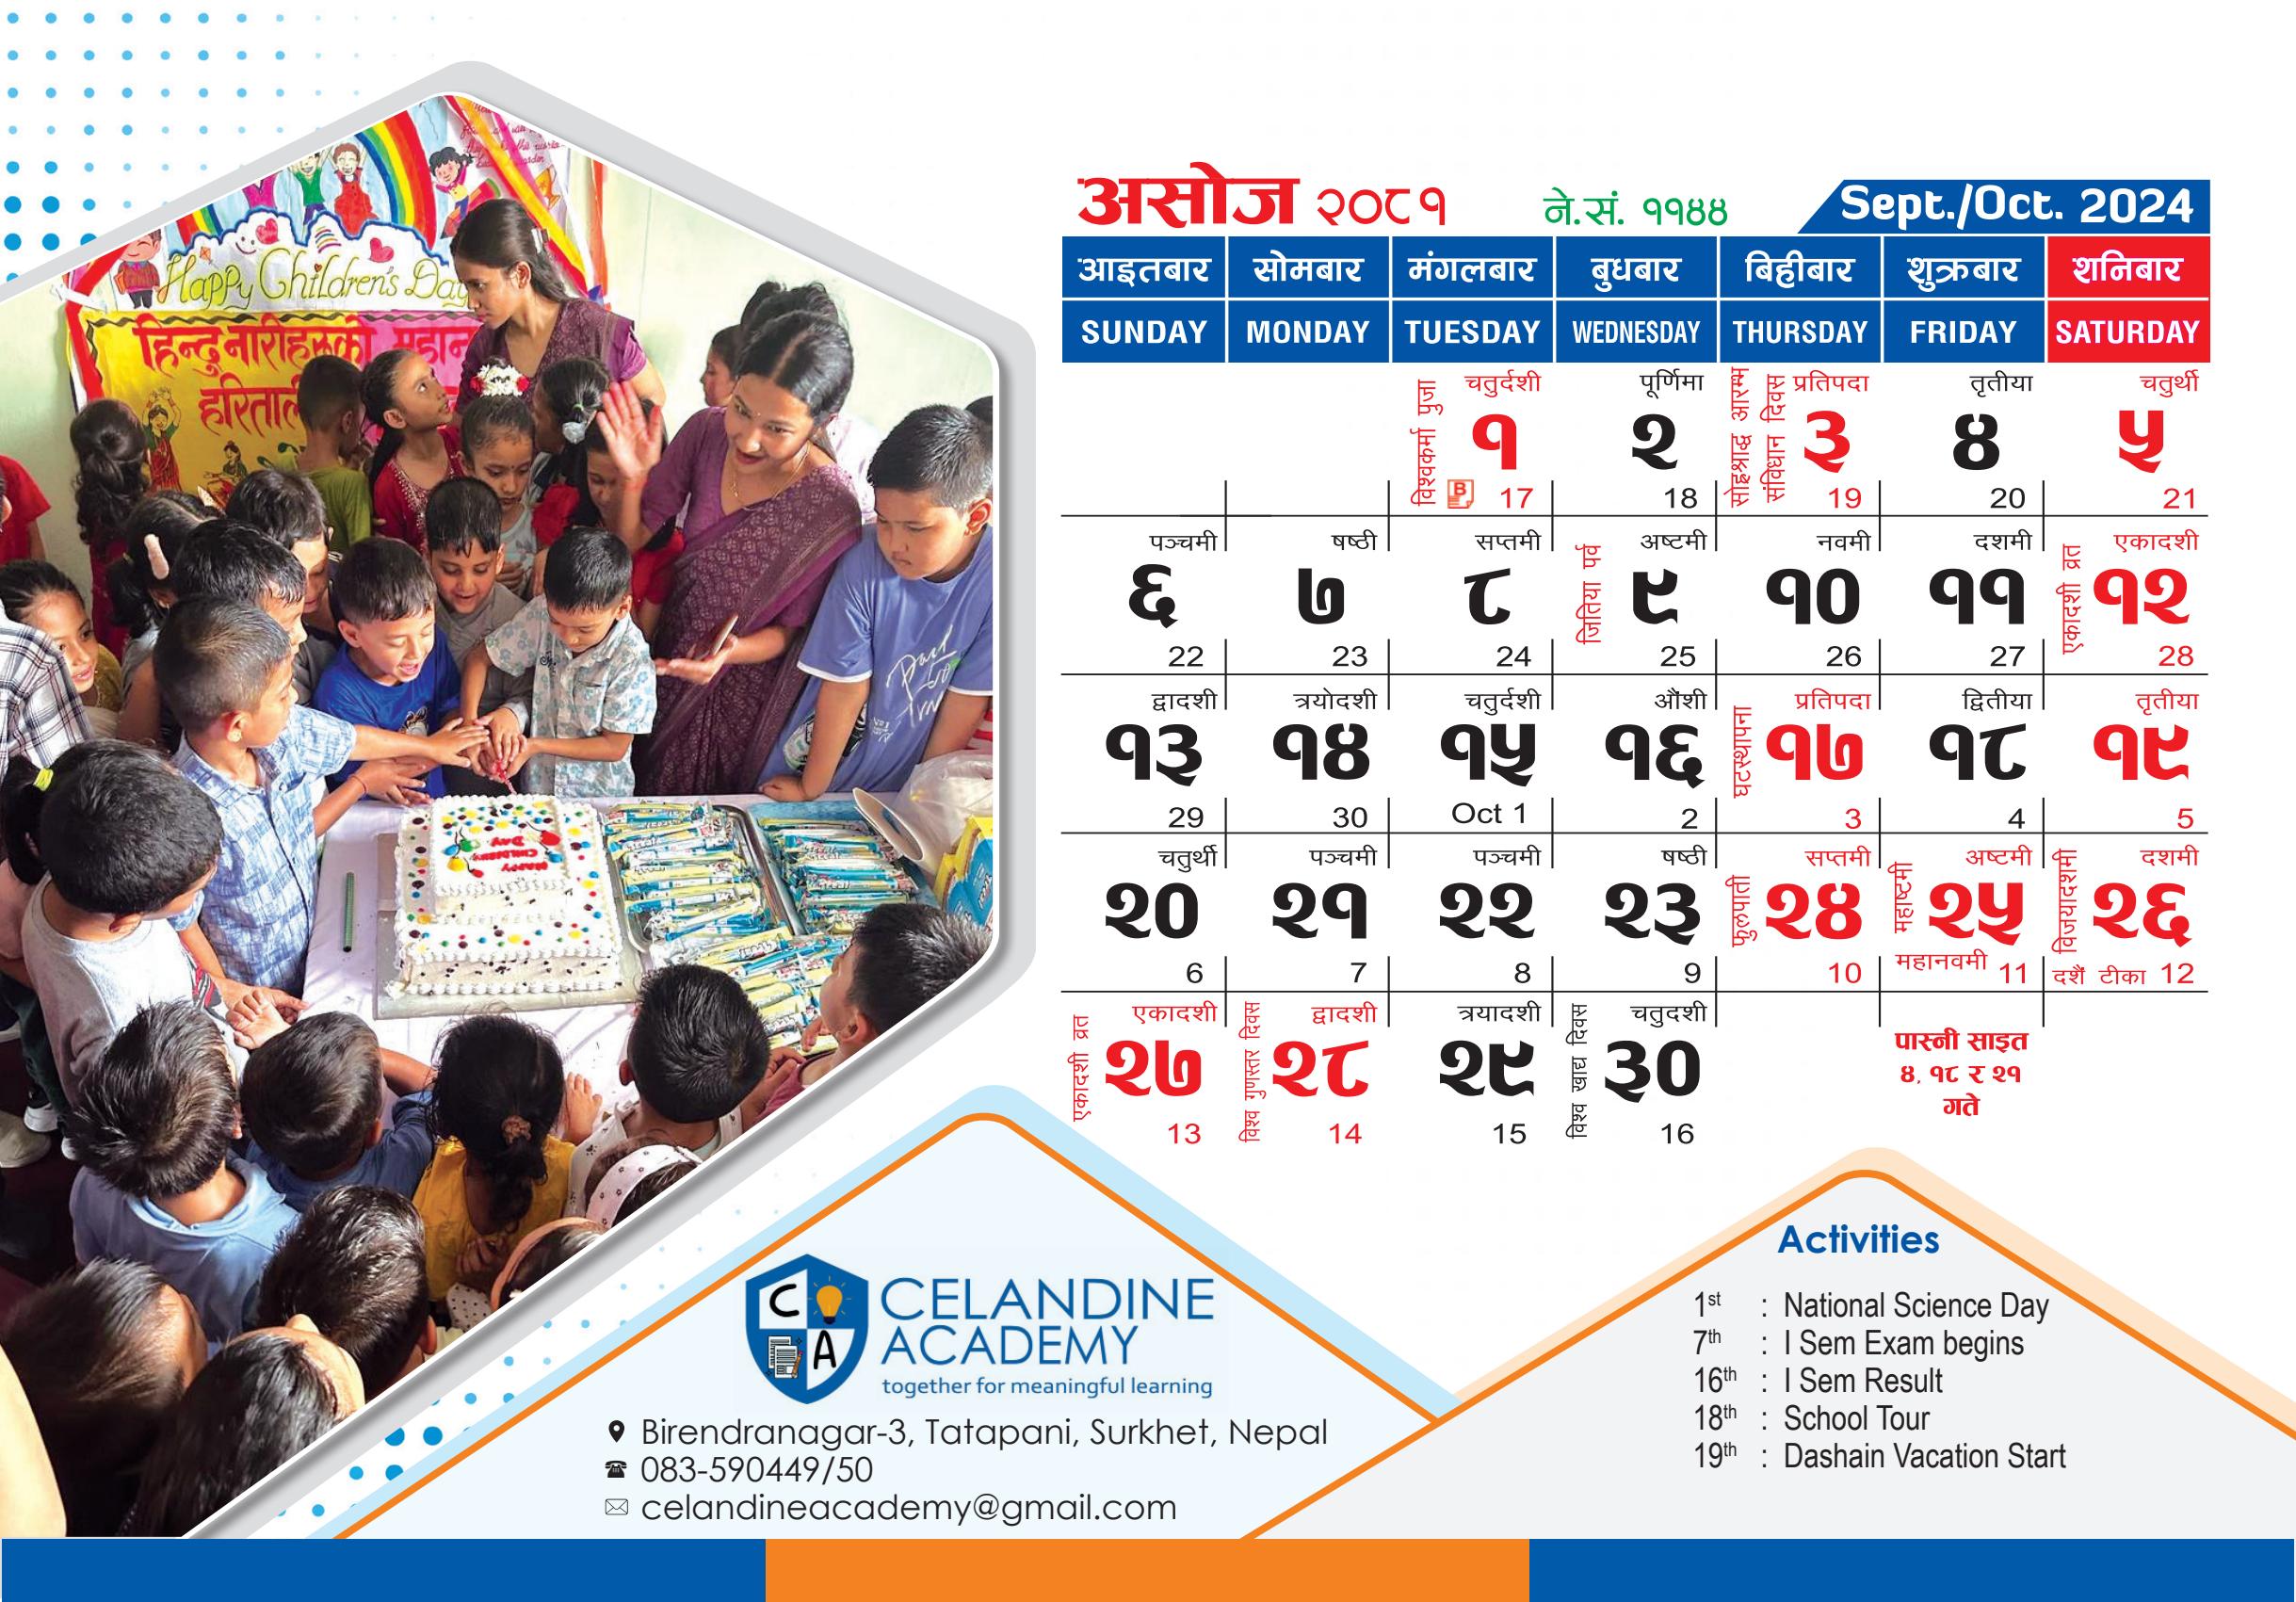 Happy Children's Day
हिन्दु नारीहरूको महान
हरिताल
HAPPY
CHILDREN'S
DAY
असोज २०८१
ने.सं. ११४४
Sept./Oct. 2024
आइतबार सोमबार मंगलबार बुधबार बिहीबार शुक्रबार शनिबार
SUNDAY MONDAY TUESDAY WEDNESDAY THURSDAY FRIDAY SATURDAY
चतुर्दशी पूर्णिमा प्रतिपदा तृतीया चतुर्थी
विश्वकर्मा पुजा १ २ सोह्रश्राद्ध आरम्भ संविधान दिवस ३ ४ ५
B 17 18 19 20 21
पञ्चमी षष्ठी सप्तमी अष्टमी नवमी दशमी एकादशी
६ ७ ८ जितिया पर्व ९ १० ११ एकादशी व्रत १२
22 23 24 25 26 27 28
द्वादशी त्रयोदशी चतुर्दशी औंशी प्रतिपदा द्वितीया तृतीया
१३ १४ १५ १६ घटस्थापना १७ १८ १९
29 30 Oct 1 2 3 4 5
चतुर्थी पञ्चमी पञ्चमी षष्ठी सप्तमी अष्टमी दशमी
२० २१ २२ २३ फुलपाती २४ महाष्टमी २५ विजयादशमी २६
6 7 8 9 10 महानवमी 11 दशैं टीका 12
एकादशी द्वादशी त्रयादशी चतुदशी
एकादशी व्रत २७ विश्व गुणस्तर दिवस २८ २९ विश्व खाद्य दिवस ३०
13 14 15 16
पास्नी साइत
४, १८ र २१
गते
CELANDINE
ACADEMY
together for meaningful learning
C
A
Birendranagar-3, Tatapani, Surkhet, Nepal
083-590449/50
celandineacademy@gmail.com
Activities
1st : National Science Day
7th : I Sem Exam begins
16th : I Sem Result
18th : School Tour
19th : Dashain Vacation Start